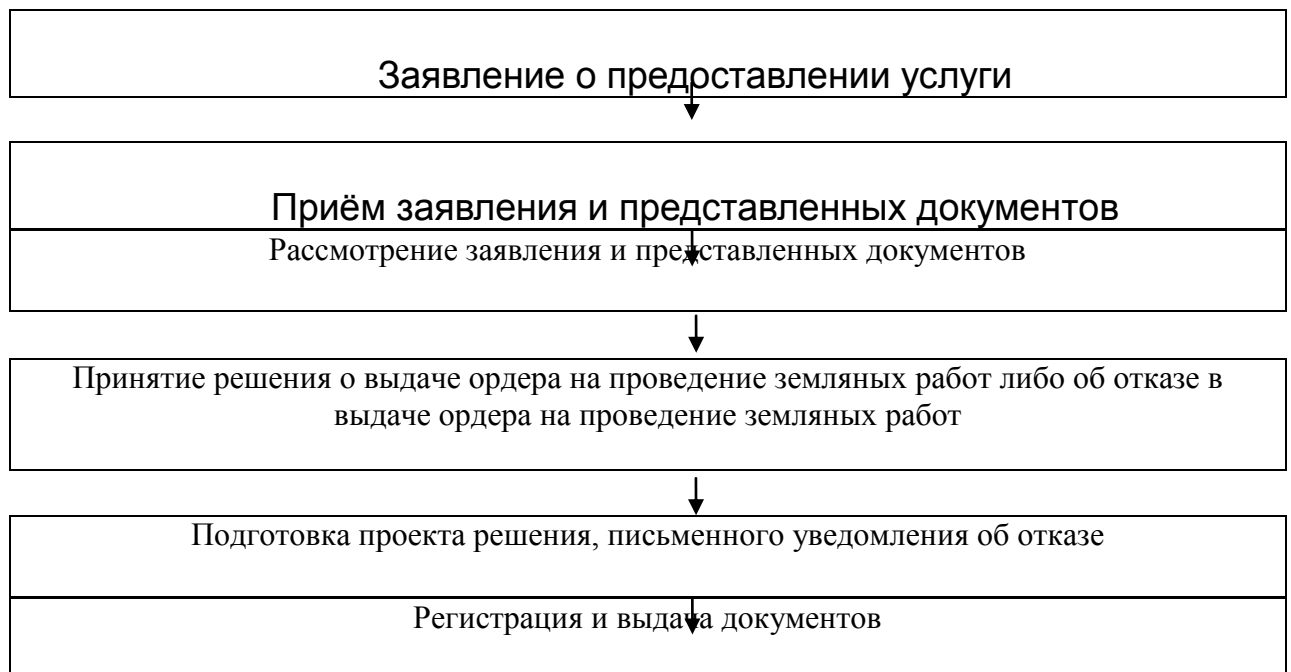 Заявление о предоставлении услуги
Приём заявления и представленных документов
Рассмотрение заявления и представленных документов
Принятие решения о выдаче ордера на проведение земляных работ либо об отказе в
выдаче ордера на проведение земляных работ
Подготовка проекта решения, письменного уведомления об отказе
Регистрация и выдача документов